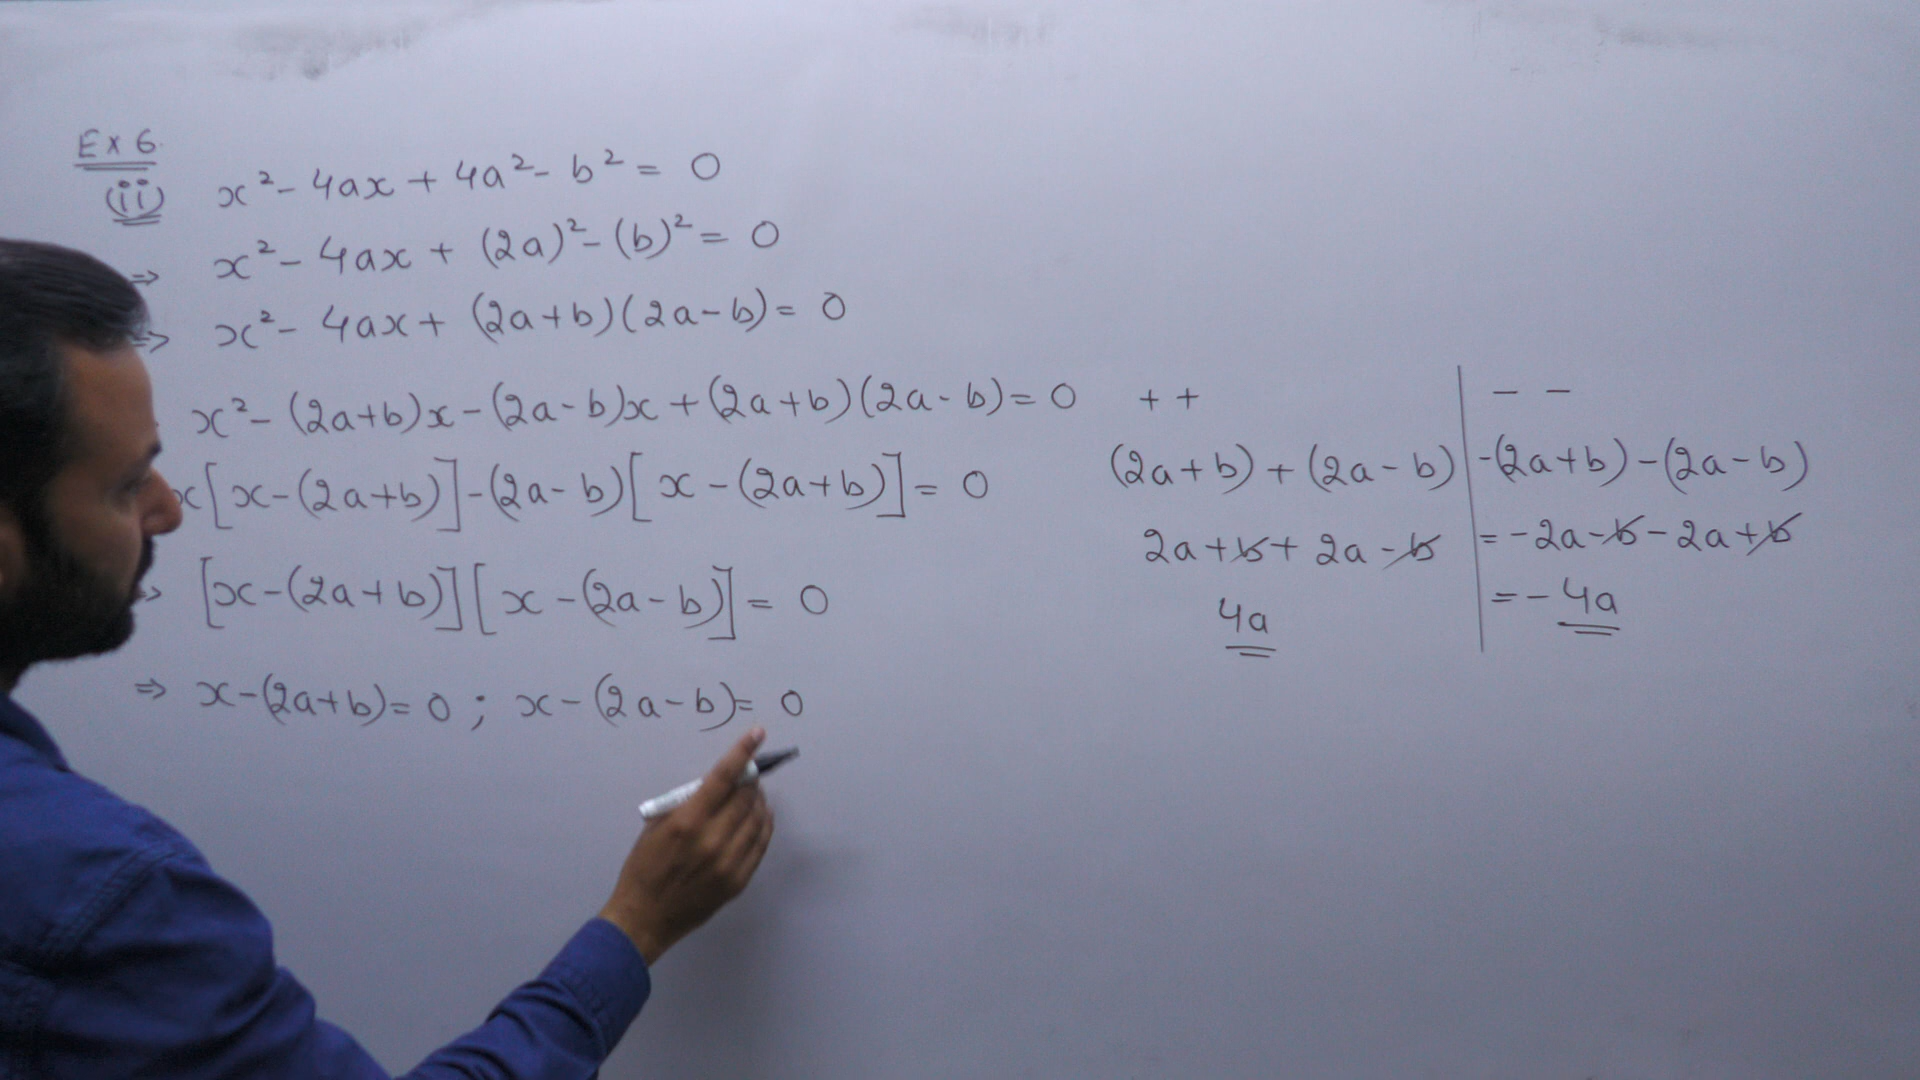 Ex 6
(ii) x² - 4ax + 4a² - b² = 0
⇒ x² - 4ax + (2a)² - (b)² = 0
⇒ x² - 4ax + (2a+b)(2a-b) = 0
x² - (2a+b)x - (2a-b)x + (2a+b)(2a-b) = 0
x[x-(2a+b)] - (2a-b)[x-(2a+b)] = 0
⇒ [x-(2a+b)][x-(2a-b)] = 0
⇒ x-(2a+b) = 0 ; x-(2a-b) = 0
+ +
(2a+b) + (2a-b)
2a+b+ 2a-b
4a
- -
-(2a+b)-(2a-b)
= -2a-b-2a+b
= -4a